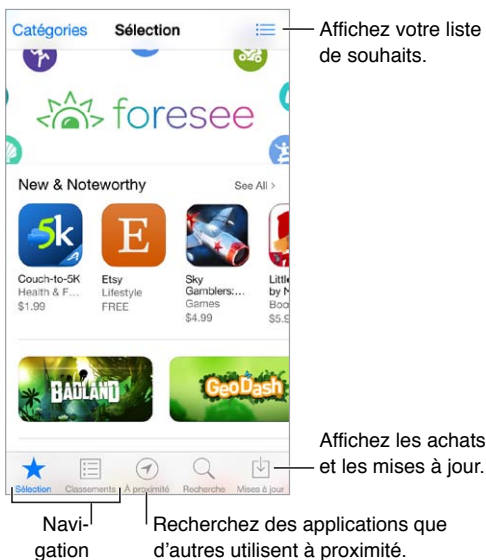 Catégories Sélection
Affichez votre liste
de souhaits.
foresee
New & Noteworthy See All >
5k
E
Couch-to-5K
Health & F...
$1.99
Etsy
Lifestyle
FREE
Sky
Gamblers:...
Games
$4.99
Littl
by N
Boo
$5.9
BADLAND
GeoDash
Affichez les achats
et les mises à jour.
Sélection Classements À proximité Recherche Mises à jour
Navi-
gation
Recherchez des applications que
d'autres utilisent à proximité.